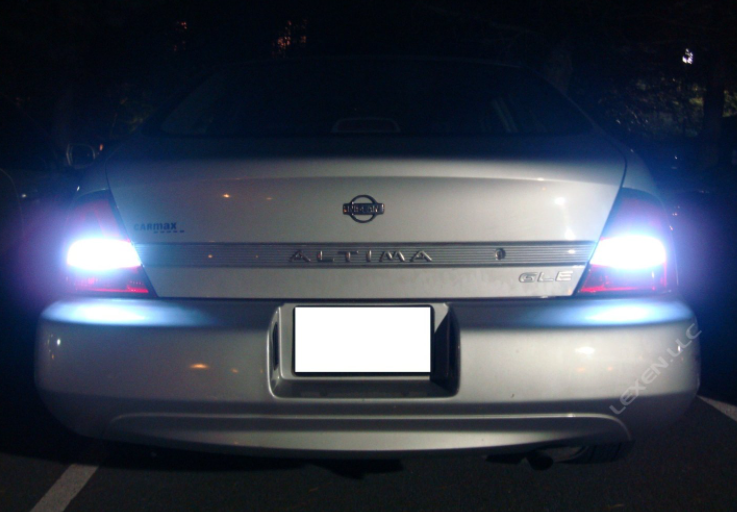 NISSAN
CARMAX
ALTIMA
GLE
LEXEN LLC